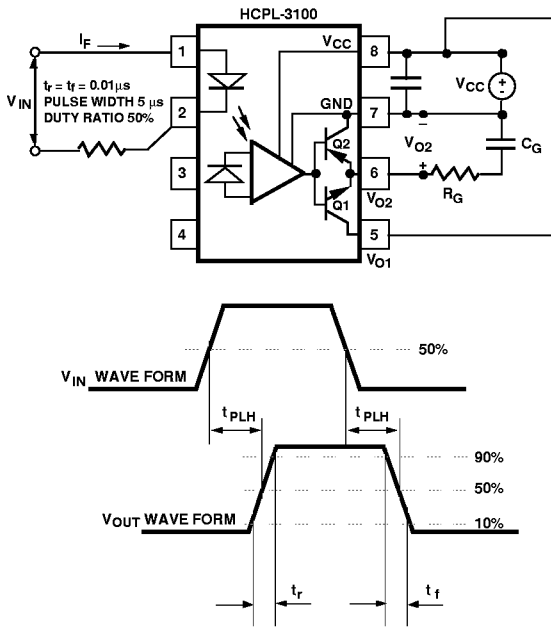 HCPL-3100
I_F
1
V_CC
8
t_r = t_f = 0.01µs
PULSE WIDTH 5 µs
DUTY RATIO 50%
V_IN
V_CC
+
–
2
GND
7
–
V_O2
C_G
Q2
3
6
+
V_O2
R_G
Q1
4
5
V_O1
50%
V_IN WAVE FORM
t_PLH
t_PLH
90%
50%
V_OUT WAVE FORM
10%
t_r
t_f